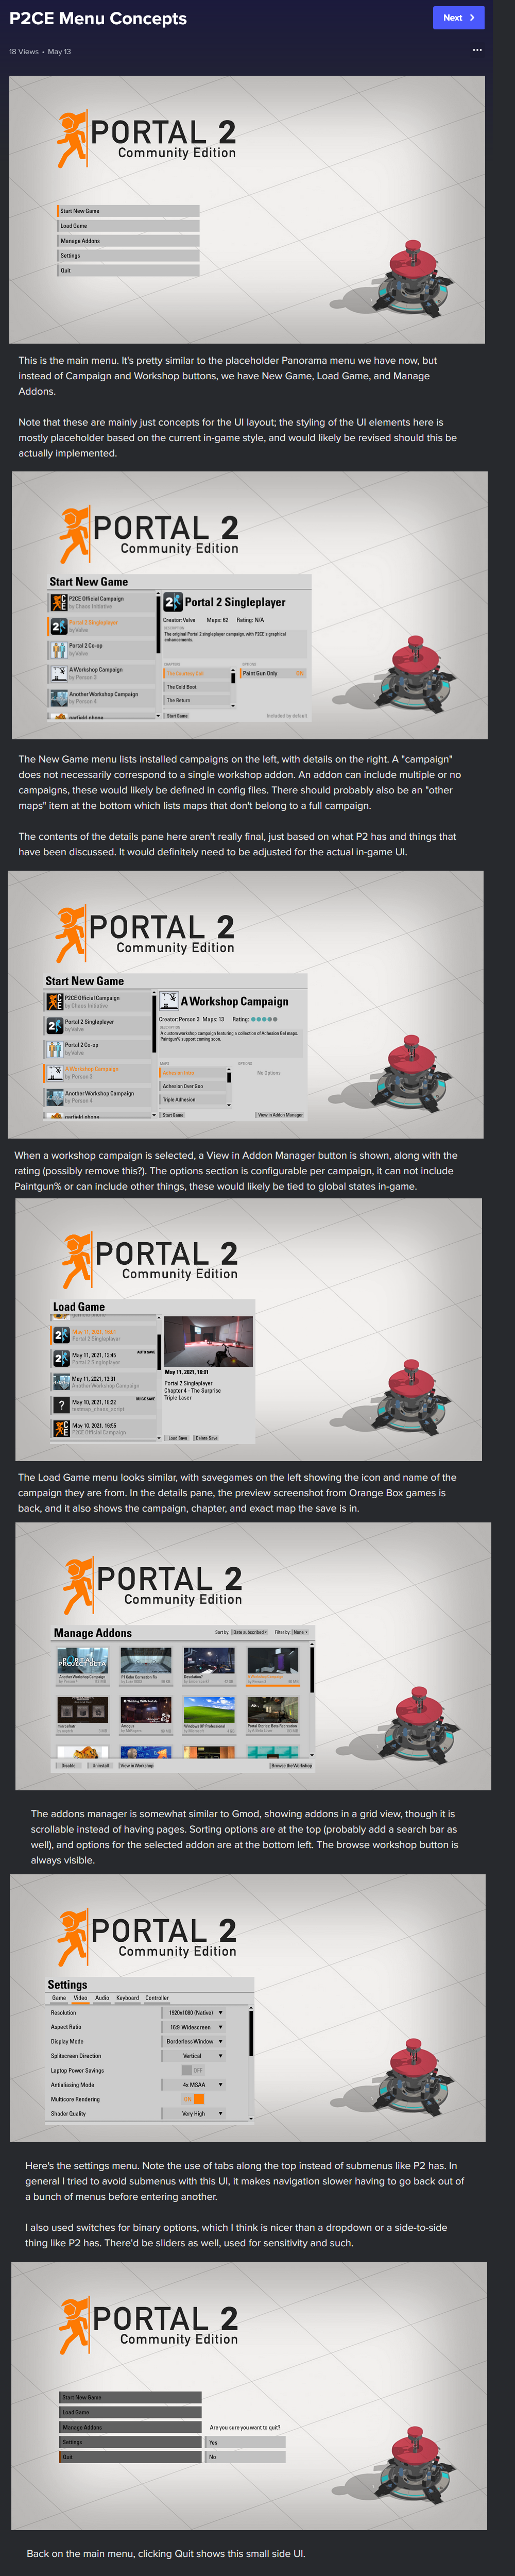 P2CE Menu Concepts
Next
18 Views • May 13
PORTAL 2
Community Edition
Start New Game
Load Game
Manage Addons
Settings
Quit
This is the main menu. It's pretty similar to the placeholder Panorama menu we have now, but
instead of Campaign and Workshop buttons, we have New Game, Load Game, and Manage
Addons.
Note that these are mainly just concepts for the UI layout; the styling of the UI elements here is
mostly placeholder based on the current in-game style, and would likely be revised should this be
actually implemented.
PORTAL 2
Community Edition
Start New Game
P2CE Official Campaign
by Chaos Initiative
Portal 2 Singleplayer
by Valve
Portal 2 Co-op
by Valve
A Workshop Campaign
by Person 3
Another Workshop Campaign
by Person 4
garfield phone
Portal 2 Singleplayer
Creator: Valve Maps: 62 Rating: N/A
DESCRIPTION
The original Portal 2 singleplayer campaign, with P2CE's graphical
enhancements.
CHAPTERS
OPTIONS
The Courtesy Call
Paint Gun Only
The Cold Boot
The Return
Start Game
Included by default
The New Game menu lists installed campaigns on the left, with details on the right. A "campaign"
does not necessarily correspond to a single workshop addon. An addon can include multiple or no
campaigns, these would likely be defined in config files. There should probably also be an "other
maps" item at the bottom which lists maps that don't belong to a full campaign.
The contents of the details pane here aren't really final, just based on what P2 has and things that
have been discussed. It would definitely need to be adjusted for the actual in-game UI.
PORTAL 2
Community Edition
Start New Game
P2CE Official Campaign
by Chaos Initiative
Portal 2 Singleplayer
by Valve
Portal 2 Co-op
by Valve
A Workshop Campaign
by Person 3
Another Workshop Campaign
by Person 4
garfield phone
A Workshop Campaign
Creator: Person 3 Maps: 13 Rating:
DESCRIPTION
A custom workshop campaign featuring a collection of Adhesion Gel maps.
Paintgun% support coming soon.
MAPS
OPTIONS
Adhesion Intro
No Options
Adhesion Over Goo
Triple Adhesion
Start Game
View in Addon Manager
When a workshop campaign is selected, a View in Addon Manager button is shown, along with the
rating (possibly remove this?). The options section is configurable per campaign, it can not include
Paintgun% or can include other things, these would likely be tied to global states in-game.
PORTAL 2
Community Edition
Load Game
May 11, 2021, 16:01
Portal 2 Singleplayer
AUTO SAVE
May 11, 2021, 13:45
Portal 2 Singleplayer
May 11, 2021, 13:31
Another Workshop Campaign
QUICK SAVE
May 10, 2021, 18:22
May 10, 2021, 16:55
P2CE Official Campaign
May 11, 2021, 16:01
Portal 2 Singleplayer
Chapter 4 - The Surprise
Triple Laser
Load Save
Delete Save
The Load Game menu looks similar, with savegames on the left showing the icon and name of the
campaign they are from. In the details pane, the preview screenshot from Orange Box games is
back, and it also shows the campaign, chapter, and exact map the save is in.
PORTAL 2
Community Edition
Manage Addons
Sort by: Date subscribed
Filter by: None
Another Workshop Campaign
Windows XP Professional
Disable
Uninstall
View in Workshop
Browse the Workshop
The addons manager is somewhat similar to Gmod, showing addons in a grid view, though it is
scrollable instead of having pages. Sorting options are at the top (probably add a search bar as
well), and options for the selected addon are at the bottom left. The browse workshop button is
always visible.
PORTAL 2
Community Edition
Settings
Game Video Audio Keyboard Controller
Resolution 1920x1080 (Native)
Aspect Ratio 16:9 Widescreen
Display Mode Borderless Window
Splitscreen Direction Vertical
Laptop Power Savings OFF
Antialiasing Mode 4x MSAA
Multicore Rendering ON
Shader Quality Very High
Here's the settings menu. Note the use of tabs along the top instead of submenus like P2 has. In
general I tried to avoid submenus with this UI, it makes navigation slower having to go back out of
a bunch of menus before entering another.
I also used switches for binary options, which I think is nicer than a dropdown or a side-to-side
thing like P2 has. There'd be sliders as well, used for sensitivity and such.
PORTAL 2
Community Edition
Start New Game
Load Game
Manage Addons
Settings
Quit
Are you sure you want to quit?
Yes
No
Back on the main menu, clicking Quit shows this small side UI.